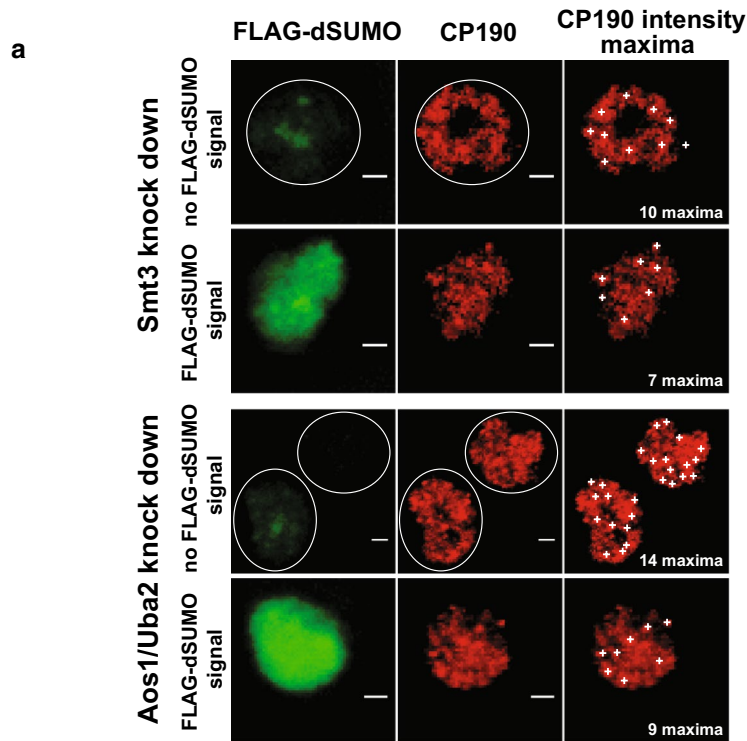 a
FLAG-dSUMO
CP190
CP190 intensity
maxima
Smt3 knock down
no FLAG-dSUMO
signal
10 maxima
FLAG-dSUMO
signal
7 maxima
Aos1/Uba2 knock down
no FLAG-dSUMO
signal
14 maxima
FLAG-dSUMO
signal
9 maxima